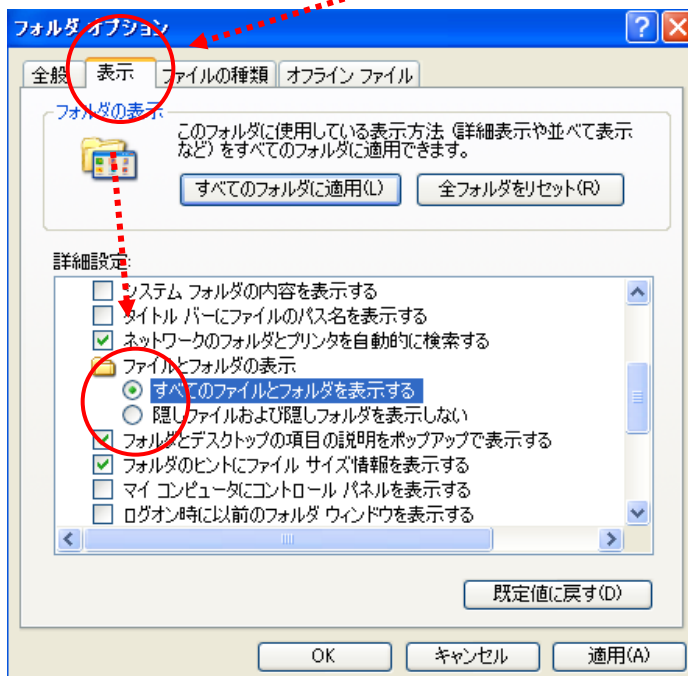 フォルダ オプション
全般
表示
ファイルの種類
オフライン ファイル
フォルダの表示
このフォルダに使用している表示方法 (詳細表示や並べて表示
など) をすべてのフォルダに適用できます。
すべてのフォルダに適用(L)
全フォルダをリセット(R)
詳細設定:
システム フォルダの内容を表示する
タイトル バーにファイルのパス名を表示する
ネットワークのフォルダとプリンタを自動的に検索する
ファイルとフォルダの表示
すべてのファイルとフォルダを表示する
隠しファイルおよび隠しフォルダを表示しない
フォルダとデスクトップの項目の説明をポップアップで表示する
フォルダのヒントにファイル サイズ情報を表示する
マイ コンピュータにコントロール パネルを表示する
ログオン時に以前のフォルダ ウィンドウを表示する
既定値に戻す(D)
OK
キャンセル
適用(A)